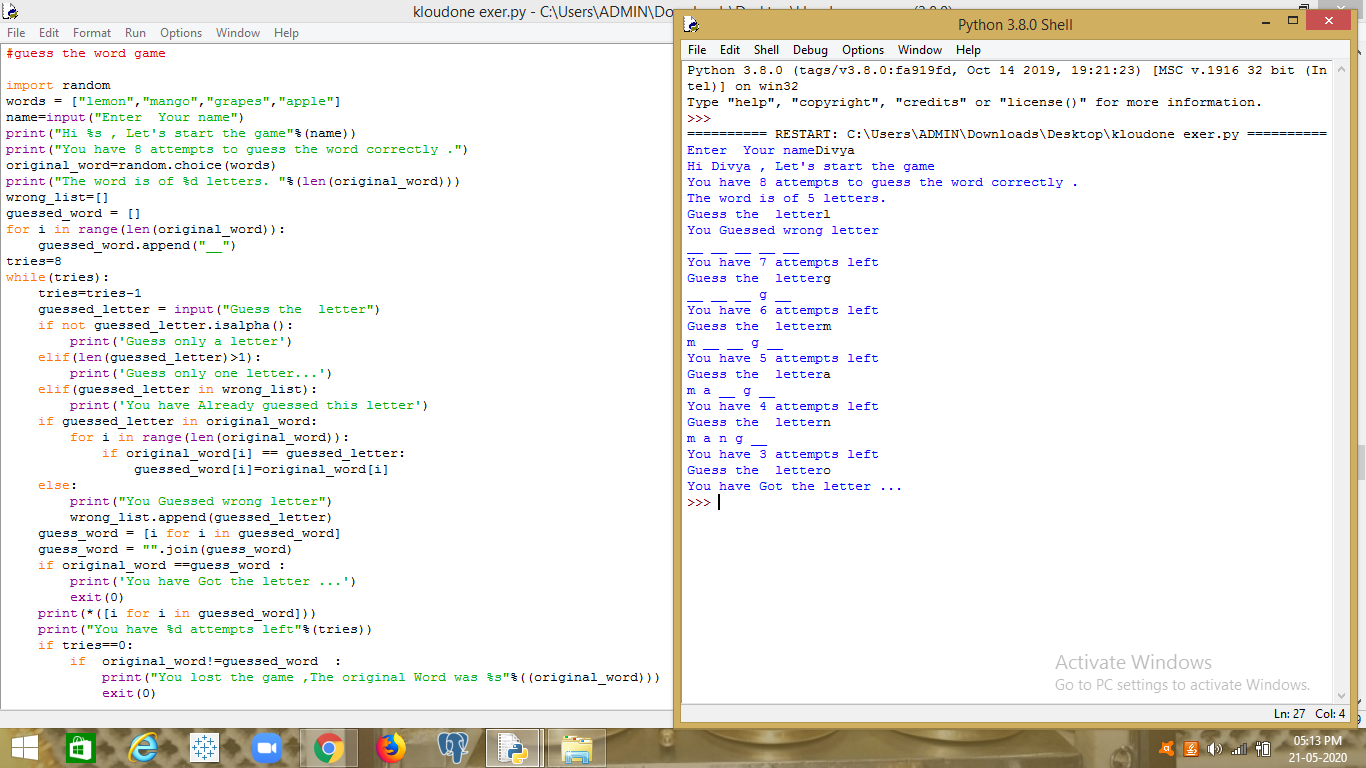 kloudone exer.py - C:\Users\ADMIN\Do
File Edit Format Run Options Window Help
#guess the word game
import random
words = ["lemon","mango","grapes","apple"]
name=input("Enter  Your name")
print("Hi %s , Let's start the game"%(name))
print("You have 8 attempts to guess the word correctly .")
original_word=random.choice(words)
print("The word is of %d letters. "%(len(original_word)))
wrong_list=[]
guessed_word = []
for i in range(len(original_word)):
    guessed_word.append("__")
tries=8
while(tries):
    tries=tries-1
    guessed_letter = input("Guess the  letter")
    if not guessed_letter.isalpha():
        print('Guess only a letter')
    elif(len(guessed_letter)>1):
        print('Guess only one letter...')
    elif(guessed_letter in wrong_list):
        print('You have Already guessed this letter')
    if guessed_letter in original_word:
        for i in range(len(original_word)):
            if original_word[i] == guessed_letter:
                guessed_word[i]=original_word[i]
    else:
        print("You Guessed wrong letter")
        wrong_list.append(guessed_letter)
    guess_word = [i for i in guessed_word]
    guess_word = "".join(guess_word)
    if original_word ==guess_word :
        print('You have Got the letter ...')
        exit(0)
    print(*([i for i in guessed_word]))
    print("You have %d attempts left"%(tries))
    if tries==0:
        if  original_word!=guessed_word  :
            print("You lost the game ,The original Word was %s"%((original_word)))
            exit(0)
Python 3.8.0 Shell
File Edit Shell Debug Options Window Help
Python 3.8.0 (tags/v3.8.0:fa919fd, Oct 14 2019, 19:21:23) [MSC v.1916 32 bit (In
tel)] on win32
Type "help", "copyright", "credits" or "license()" for more information.
>>>
========== RESTART: C:\Users\ADMIN\Downloads\Desktop\kloudone exer.py ==========
Enter  Your nameDivya
Hi Divya , Let's start the game
You have 8 attempts to guess the word correctly .
The word is of 5 letters.
Guess the  letterl
You Guessed wrong letter
__ __ __ __ __
You have 7 attempts left
Guess the  letterg
__ __ __ g __
You have 6 attempts left
Guess the  letterm
m __ __ g __
You have 5 attempts left
Guess the  lettera
m a __ g __
You have 4 attempts left
Guess the  lettern
m a n g __
You have 3 attempts left
Guess the  lettero
You have Got the letter ...
>>>
Activate Windows
Go to PC settings to activate Windows.
Ln: 27 Col: 4
05:13 PM
21-05-2020